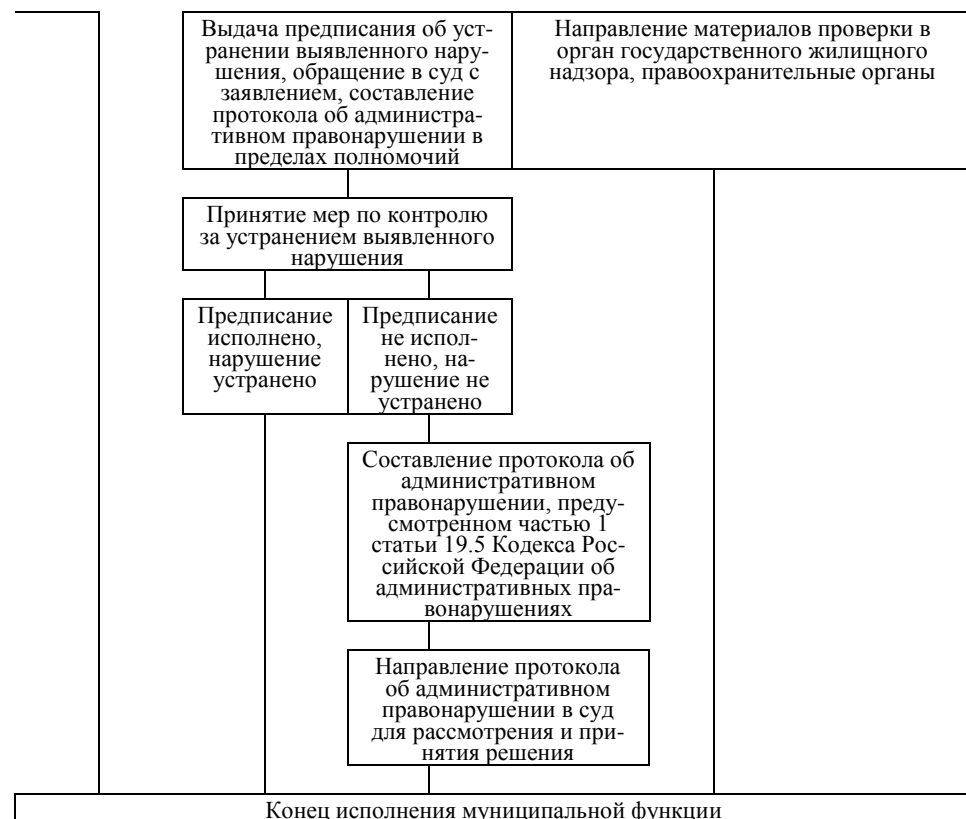 Выдача предписания об уст-
ранении выявленного нару-
шения, обращение в суд с
заявлением, составление
протокола об администра-
тивном правонарушении в
пределах полномочий
Направление материалов проверки в
орган государственного жилищного
надзора, правоохранительные органы
Принятие мер по контролю
за устранением выявленного
нарушения
Предписание
исполнено,
нарушение
устранено
Предписание
не испол-
нено, на-
рушение не
устранено
Составление протокола об
административном
правонарушении, преду-
смотренном частью 1
статьи 19.5 Кодекса Рос-
сийской Федерации об
административных пра-
вонарушениях
Направление протокола
об административном
правонарушении в суд
для рассмотрения и при-
нятия решения
Конец исполнения муниципальной функции